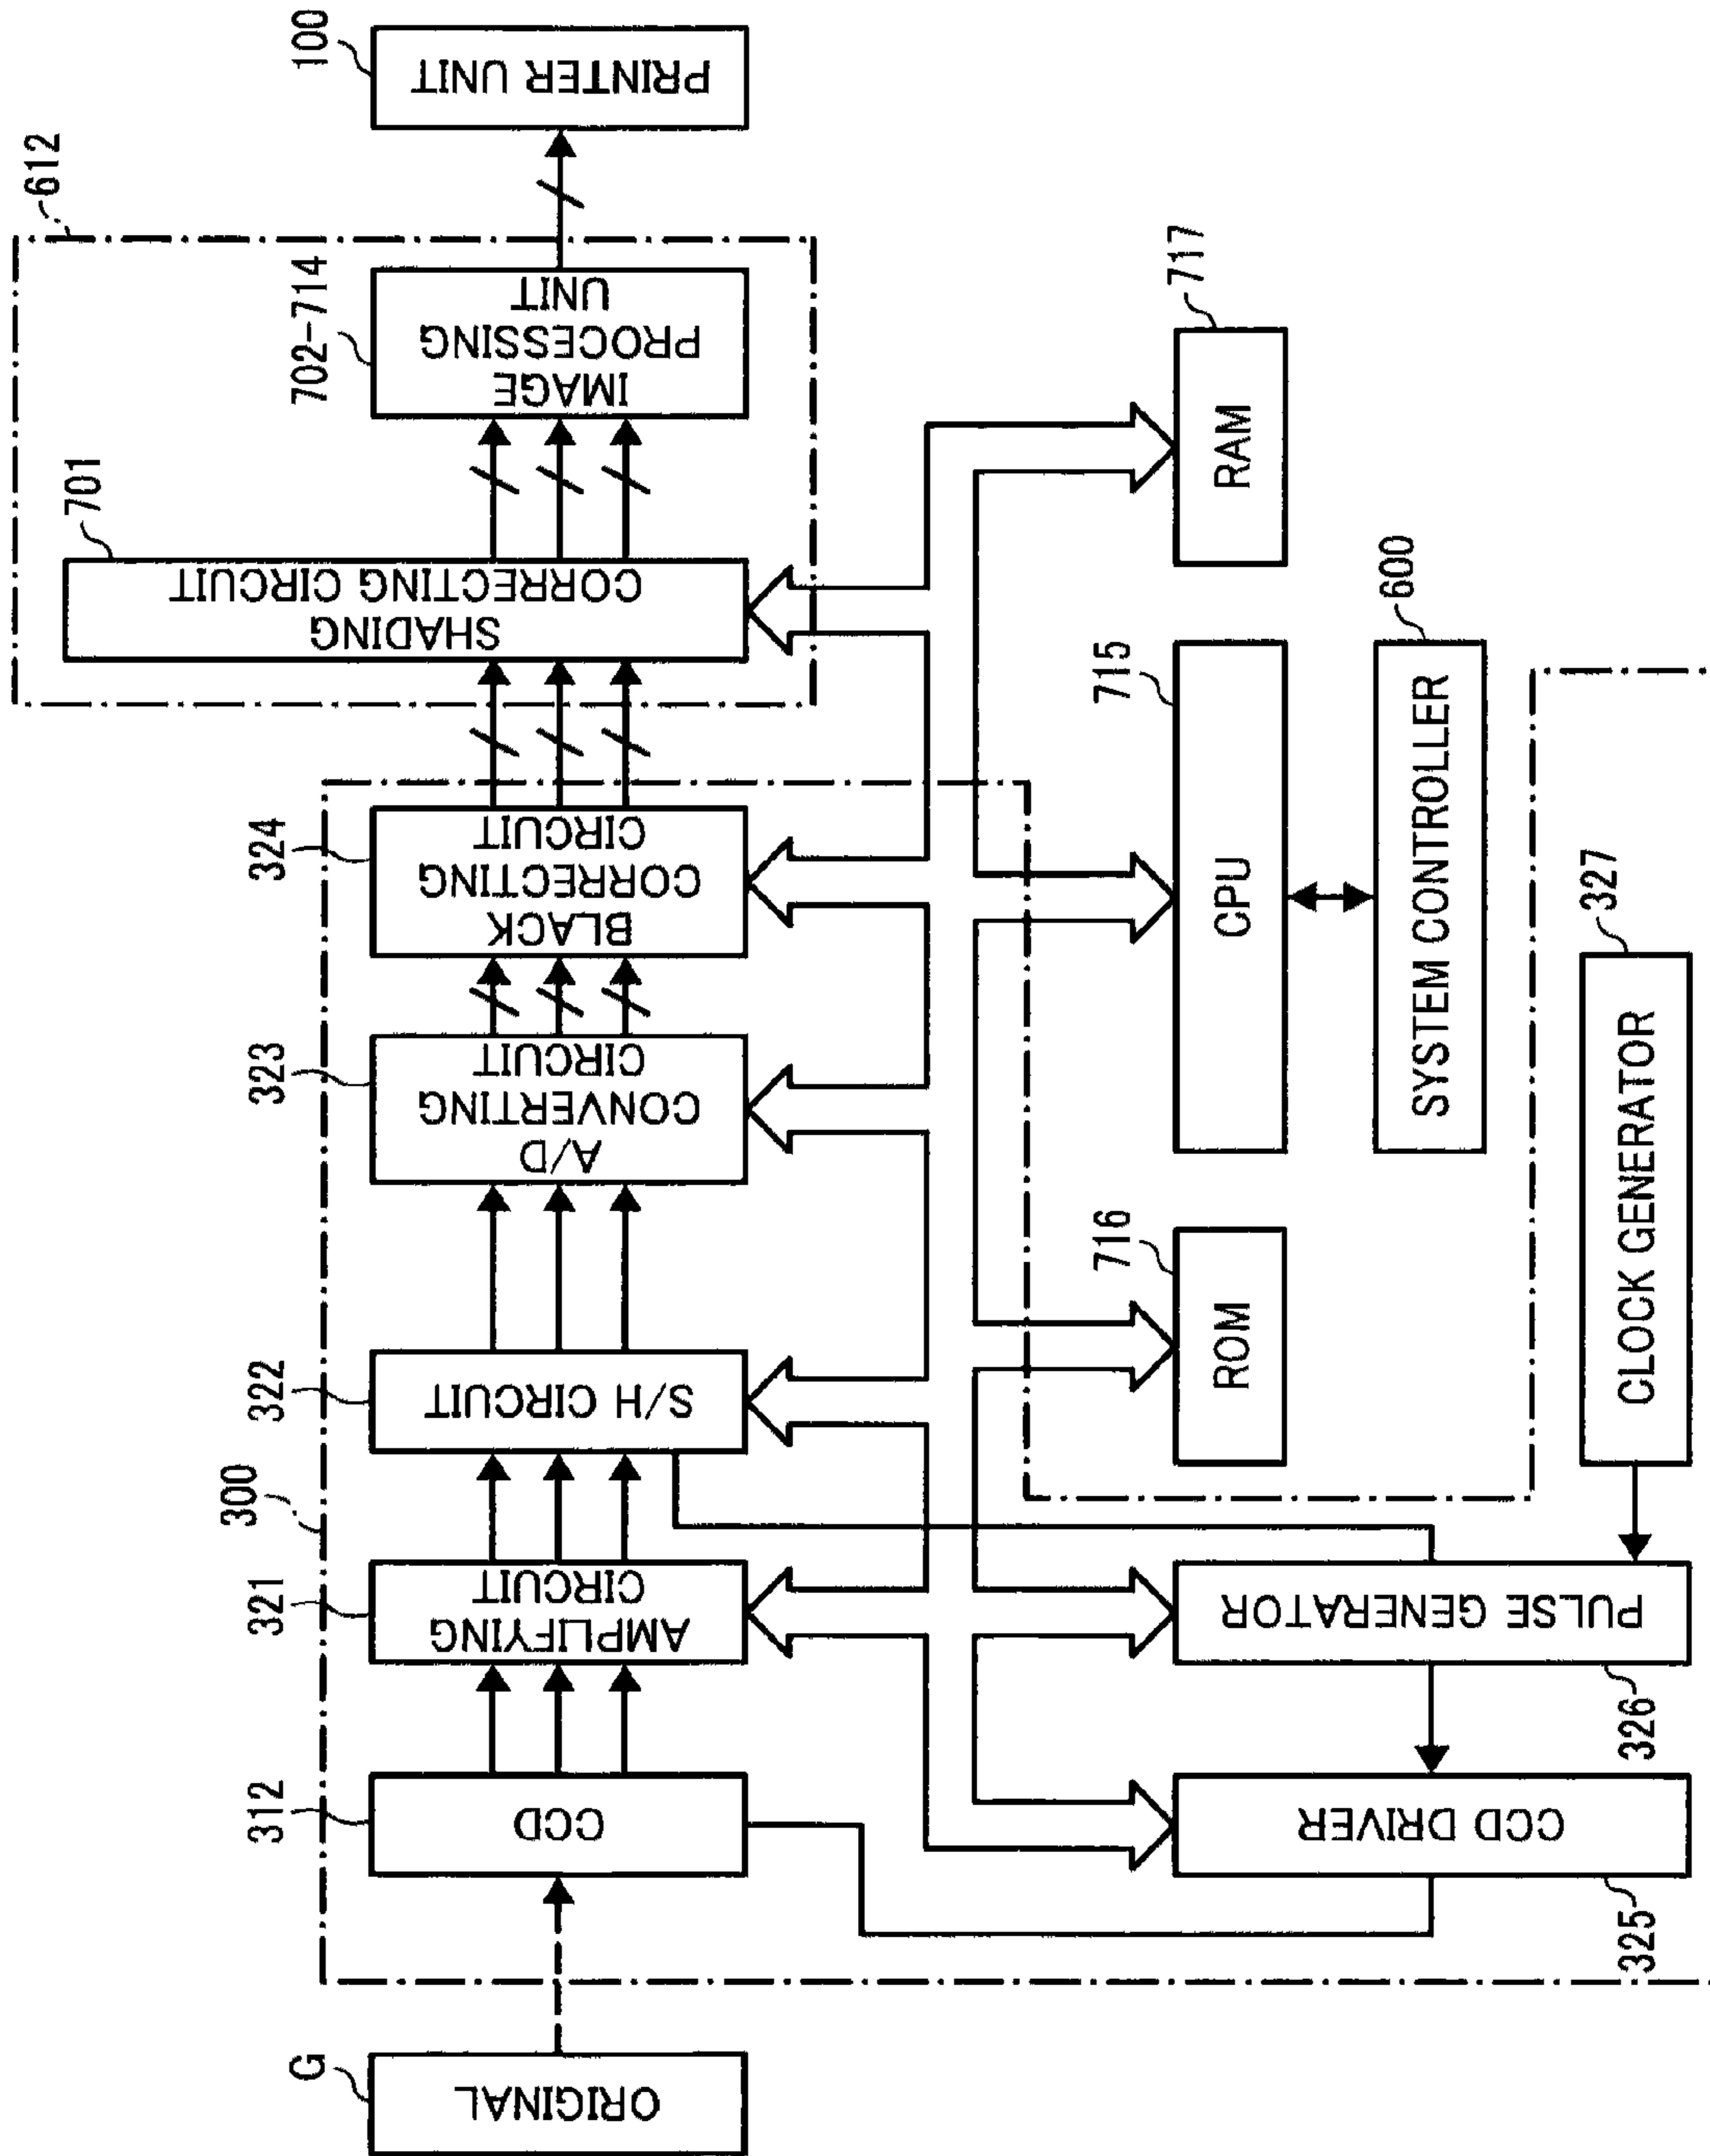 G
ORIGINAL
300
312
CCD
321
AMPLIFYING
CIRCUIT
322
S/H CIRCUIT
323
A/D
CONVERTING
CIRCUIT
324
BLACK
CORRECTING
CIRCUIT
612
701
SHADING
CORRECTING CIRCUIT
702-714
IMAGE
PROCESSING
UNIT
100
PRINTER UNIT
716
ROM
715
CPU
717
RAM
600
SYSTEM CONTROLLER
325
CCD DRIVER
326
PULSE GENERATOR
327
CLOCK GENERATOR